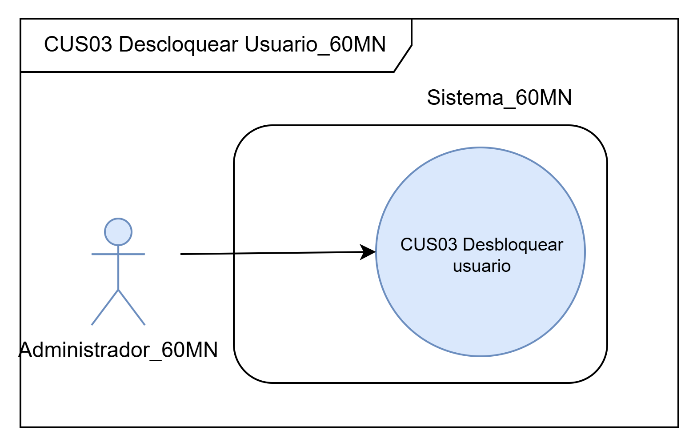 CUS03 Descloquear Usuario_60MN
Sistema_60MN
CUS03 Desbloquear
usuario
Administrador_60MN